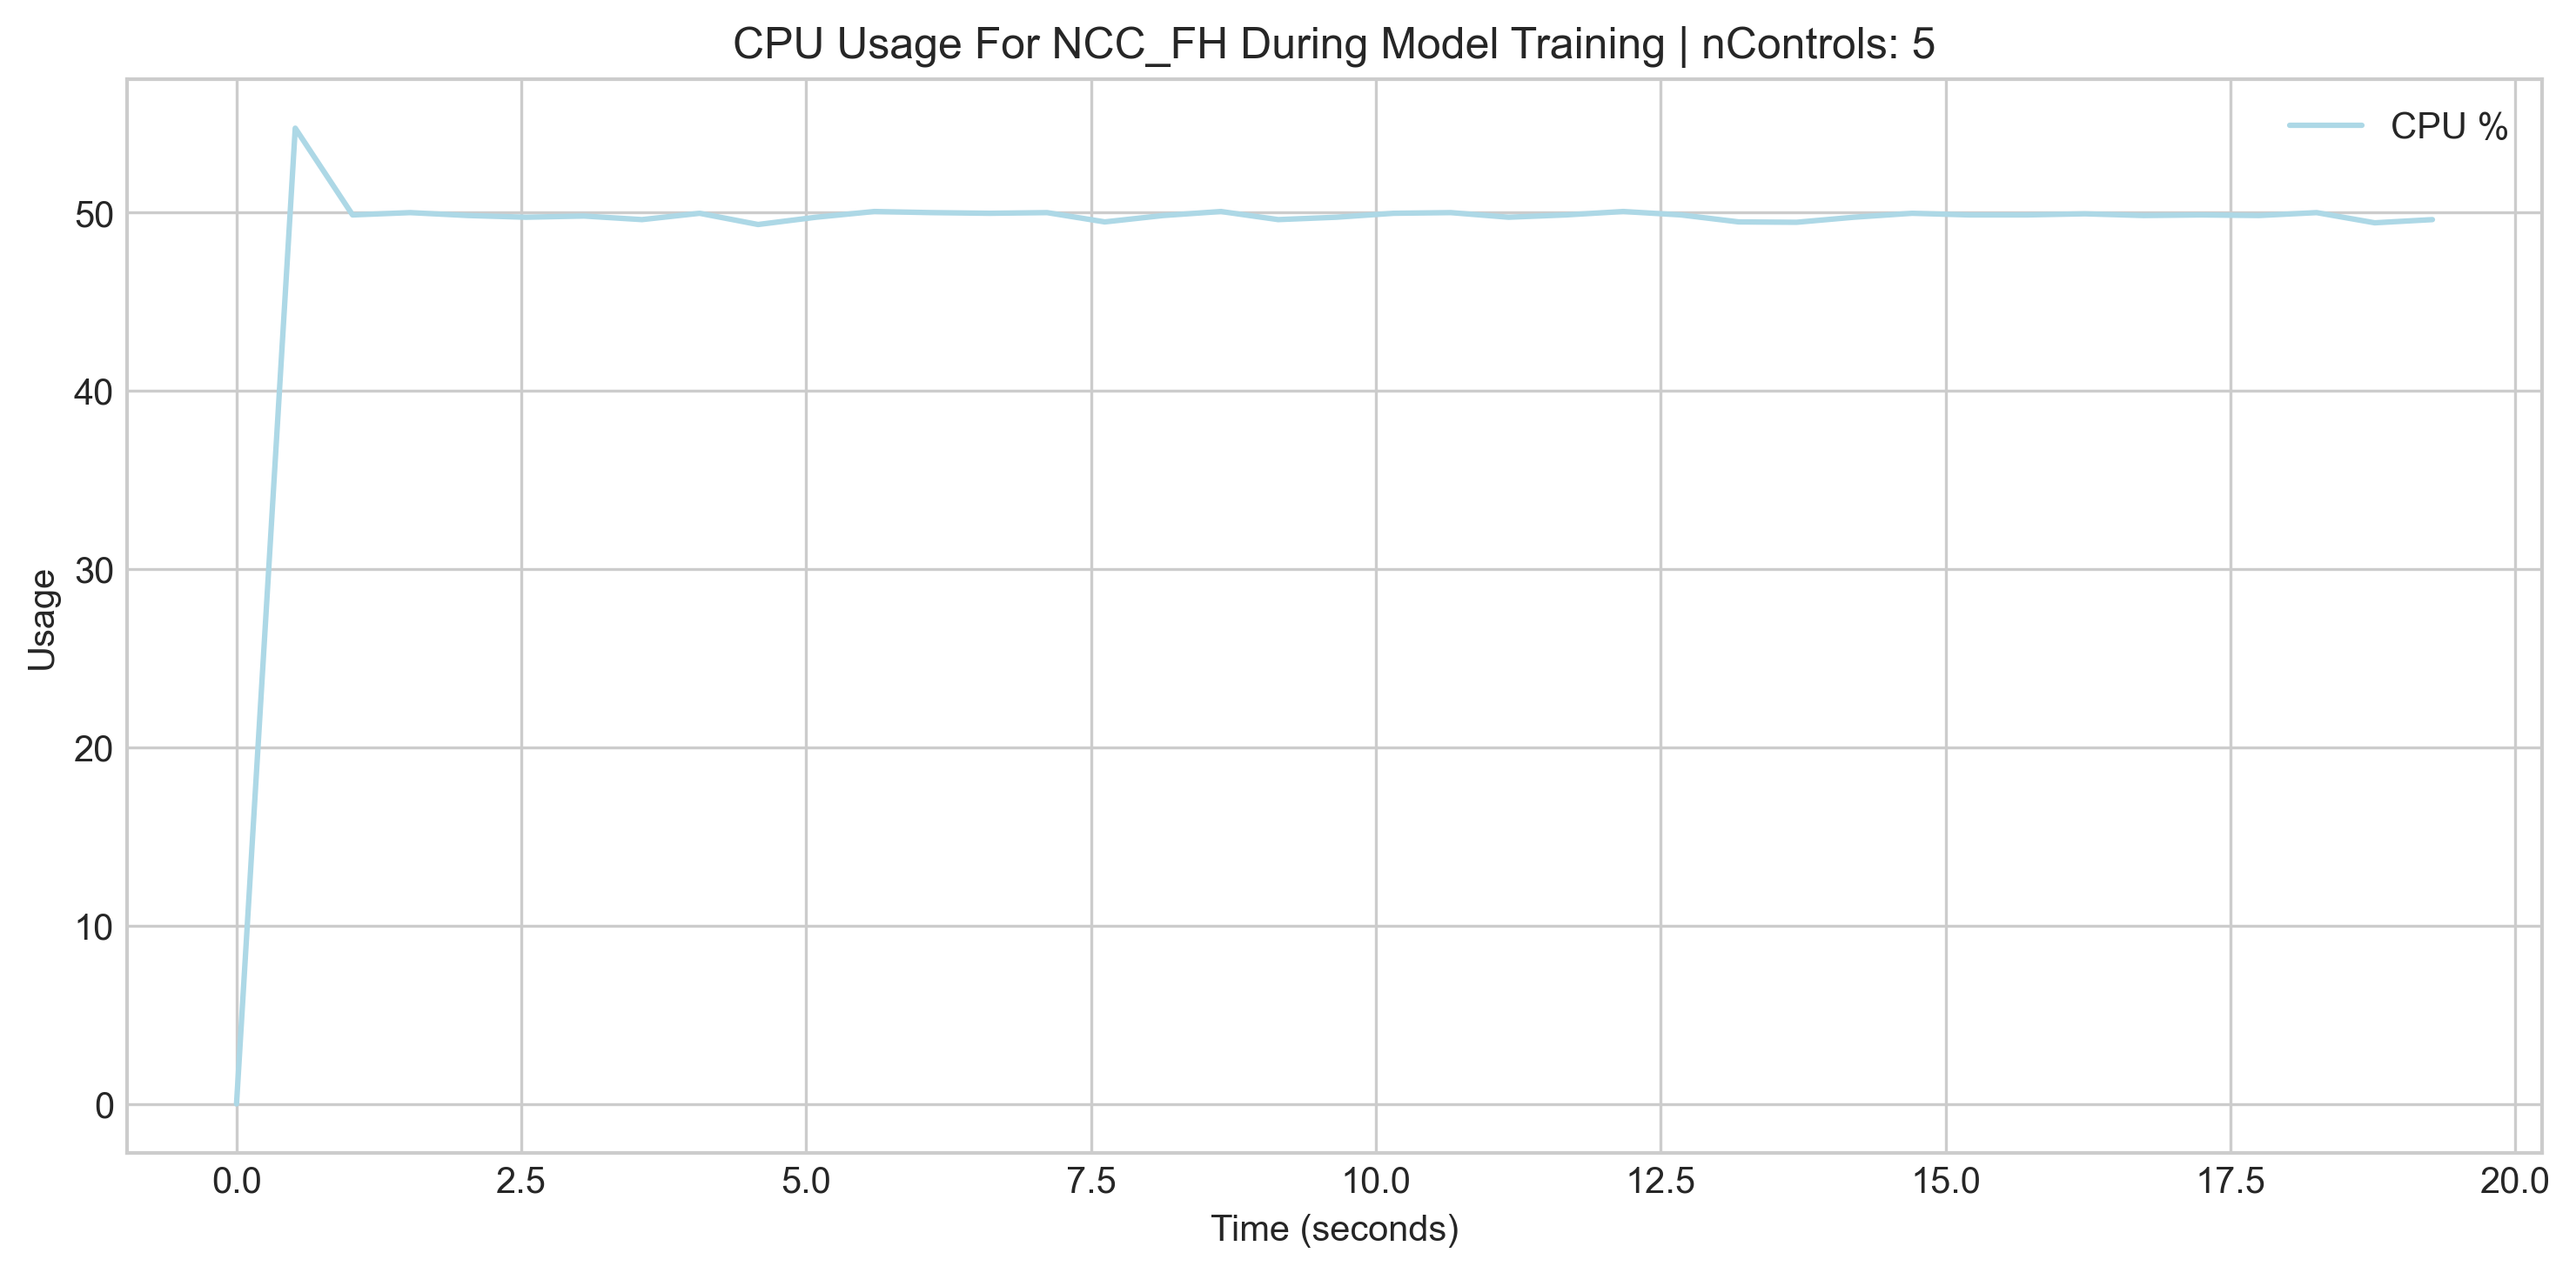 CPU Usage For NCC_FH During Model Training | nControls: 5
CPU %
50
40
30
20
10
0
Usage
0.0 2.5 5.0 7.5 10.0 12.5 15.0 17.5 20.0
Time (seconds)